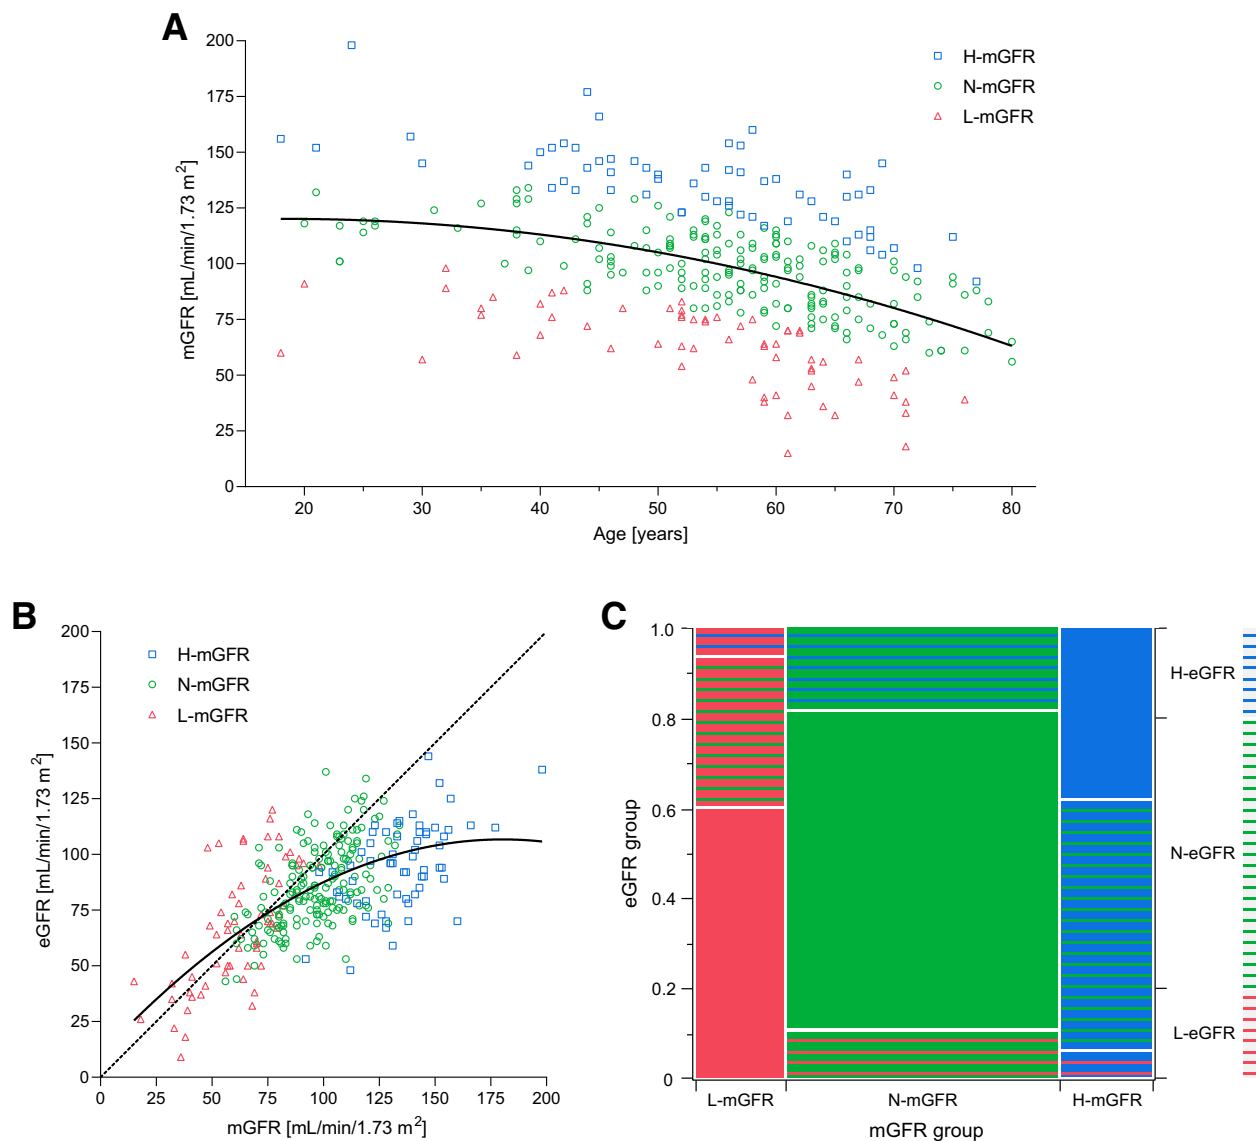 A
200
175
150
125
100
75
50
25
0
mGFR [mL/min/1.73 m²]
20 30 40 50 60 70 80
Age [years]
H-mGFR
N-mGFR
L-mGFR
B
200
175
150
125
100
75
50
25
0
eGFR [mL/min/1.73 m²]
0 25 50 75 100 125 150 175 200
mGFR [mL/min/1.73 m²]
H-mGFR
N-mGFR
L-mGFR
C
1.0
0.8
0.6
0.4
0.2
0
eGFR group
L-mGFR N-mGFR H-mGFR
mGFR group
H-eGFR
N-eGFR
L-eGFR